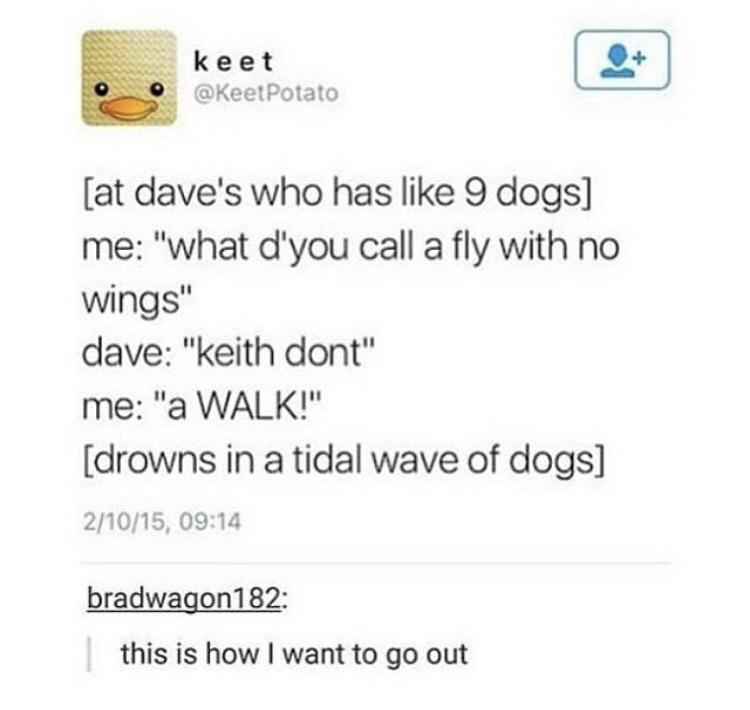 keet
@KeetPotato
[at dave's who has like 9 dogs]
me: "what d'you call a fly with no
wings"
dave: "keith dont"
me: "a WALK!"
[drowns in a tidal wave of dogs]
2/10/15, 09:14
bradwagon182:
this is how I want to go out